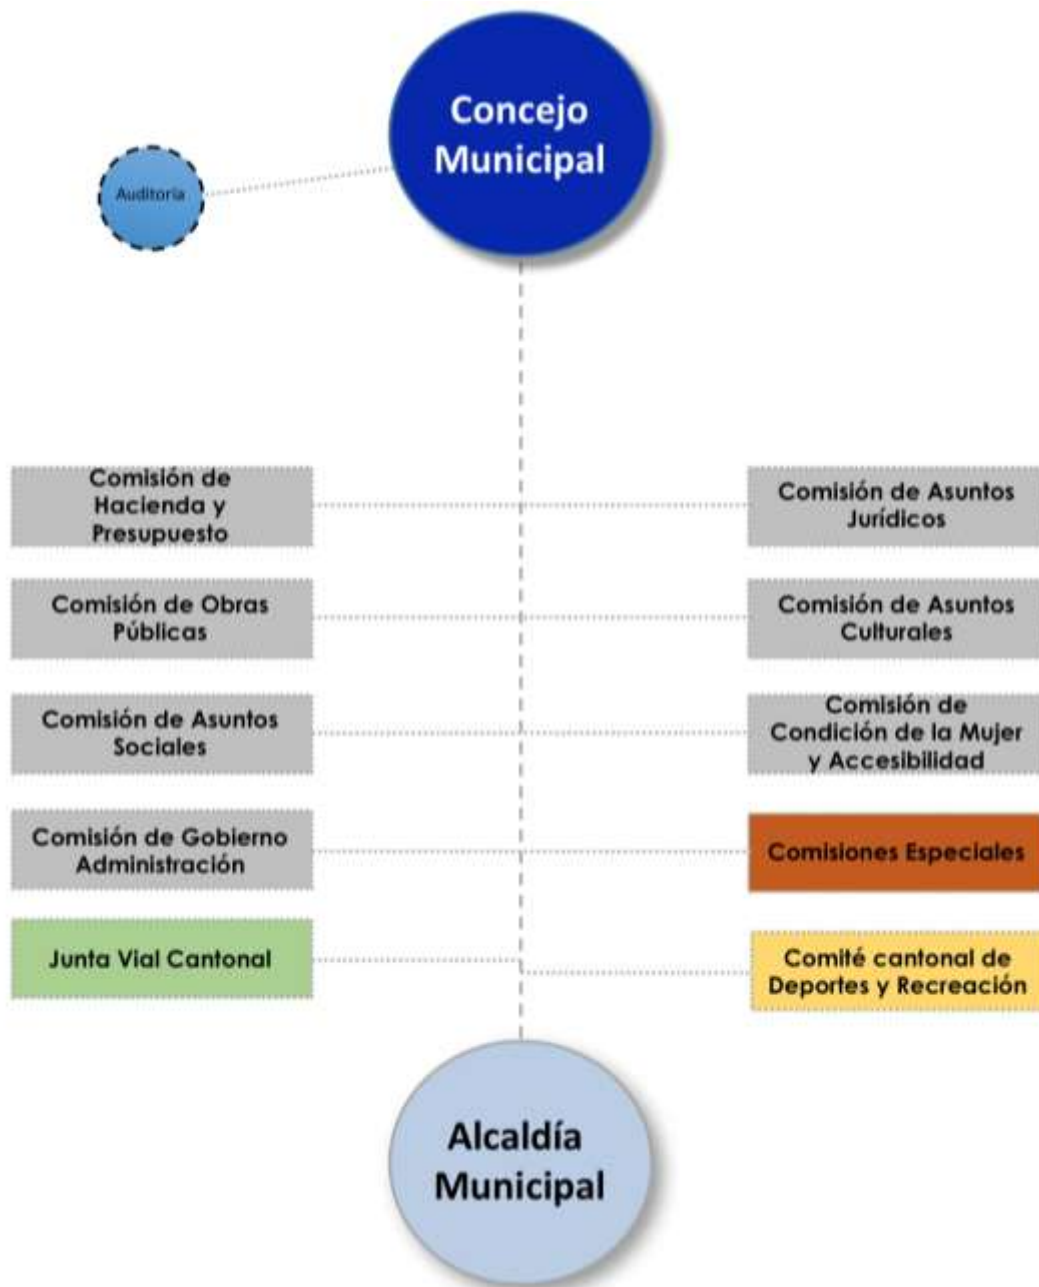 Concejo
Municipal
Auditoría
Comisión de
Hacienda y
Presupuesto
Comisión de Asuntos
Jurídicos
Comisión de Obras
Públicas
Comisión de Asuntos
Culturales
Comisión de Asuntos
Sociales
Comisión de
Condición de la Mujer
y Accesibilidad
Comisión de Gobierno
Administración
Comisiones Especiales
Junta Vial Cantonal
Comité cantonal de
Deportes y Recreación
Alcaldía
Municipal